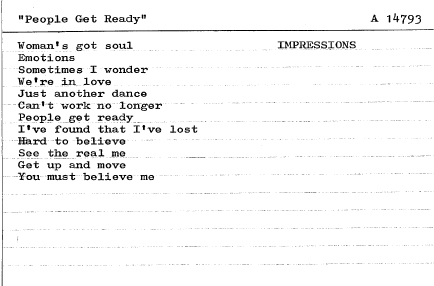 "People Get Ready" A 14793
Woman's got soul IMPRESSIONS
Emotions
Sometimes I wonder
We're in love
Just another dance
Can't work no longer
People get ready
I've found that I've lost
Hard to believe
See the real me
Get up and move
You must believe me